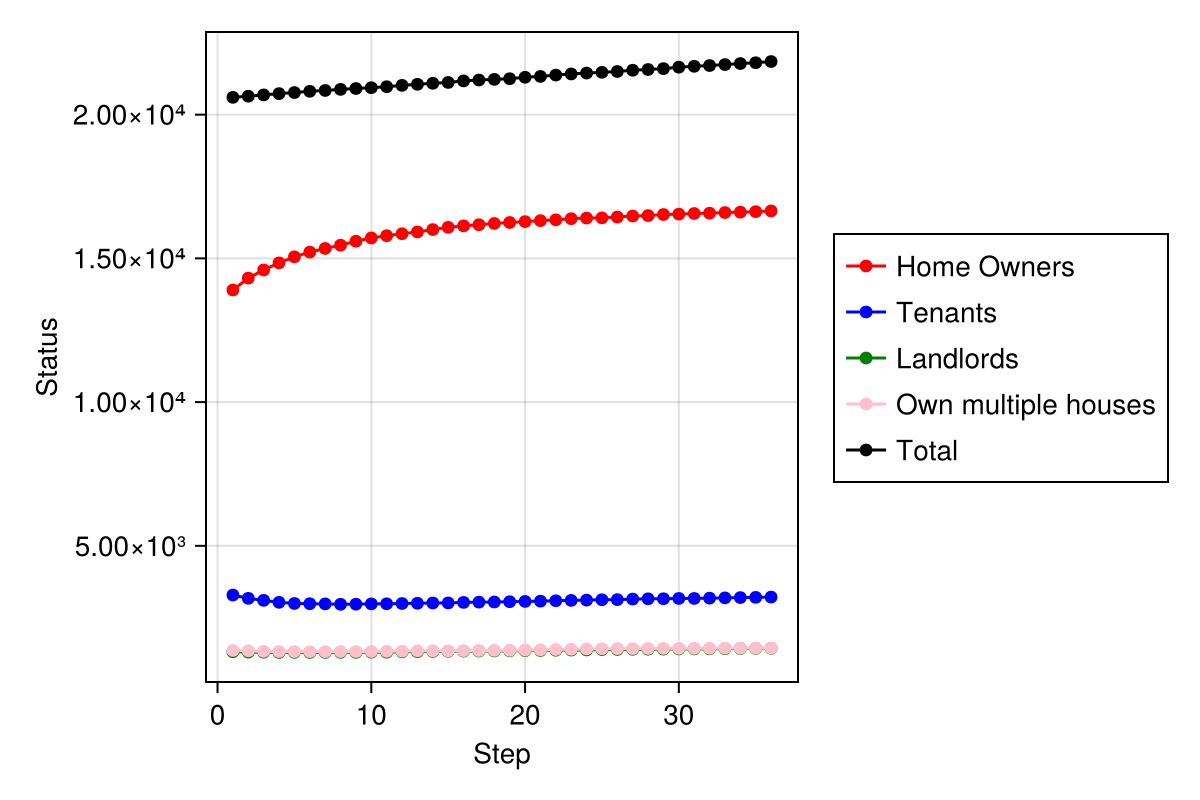 2.00×10⁴
1.50×10⁴
1.00×10⁴
5.00×10³
Status
0 10 20 30
Step
Home Owners
Tenants
Landlords
Own multiple houses
Total